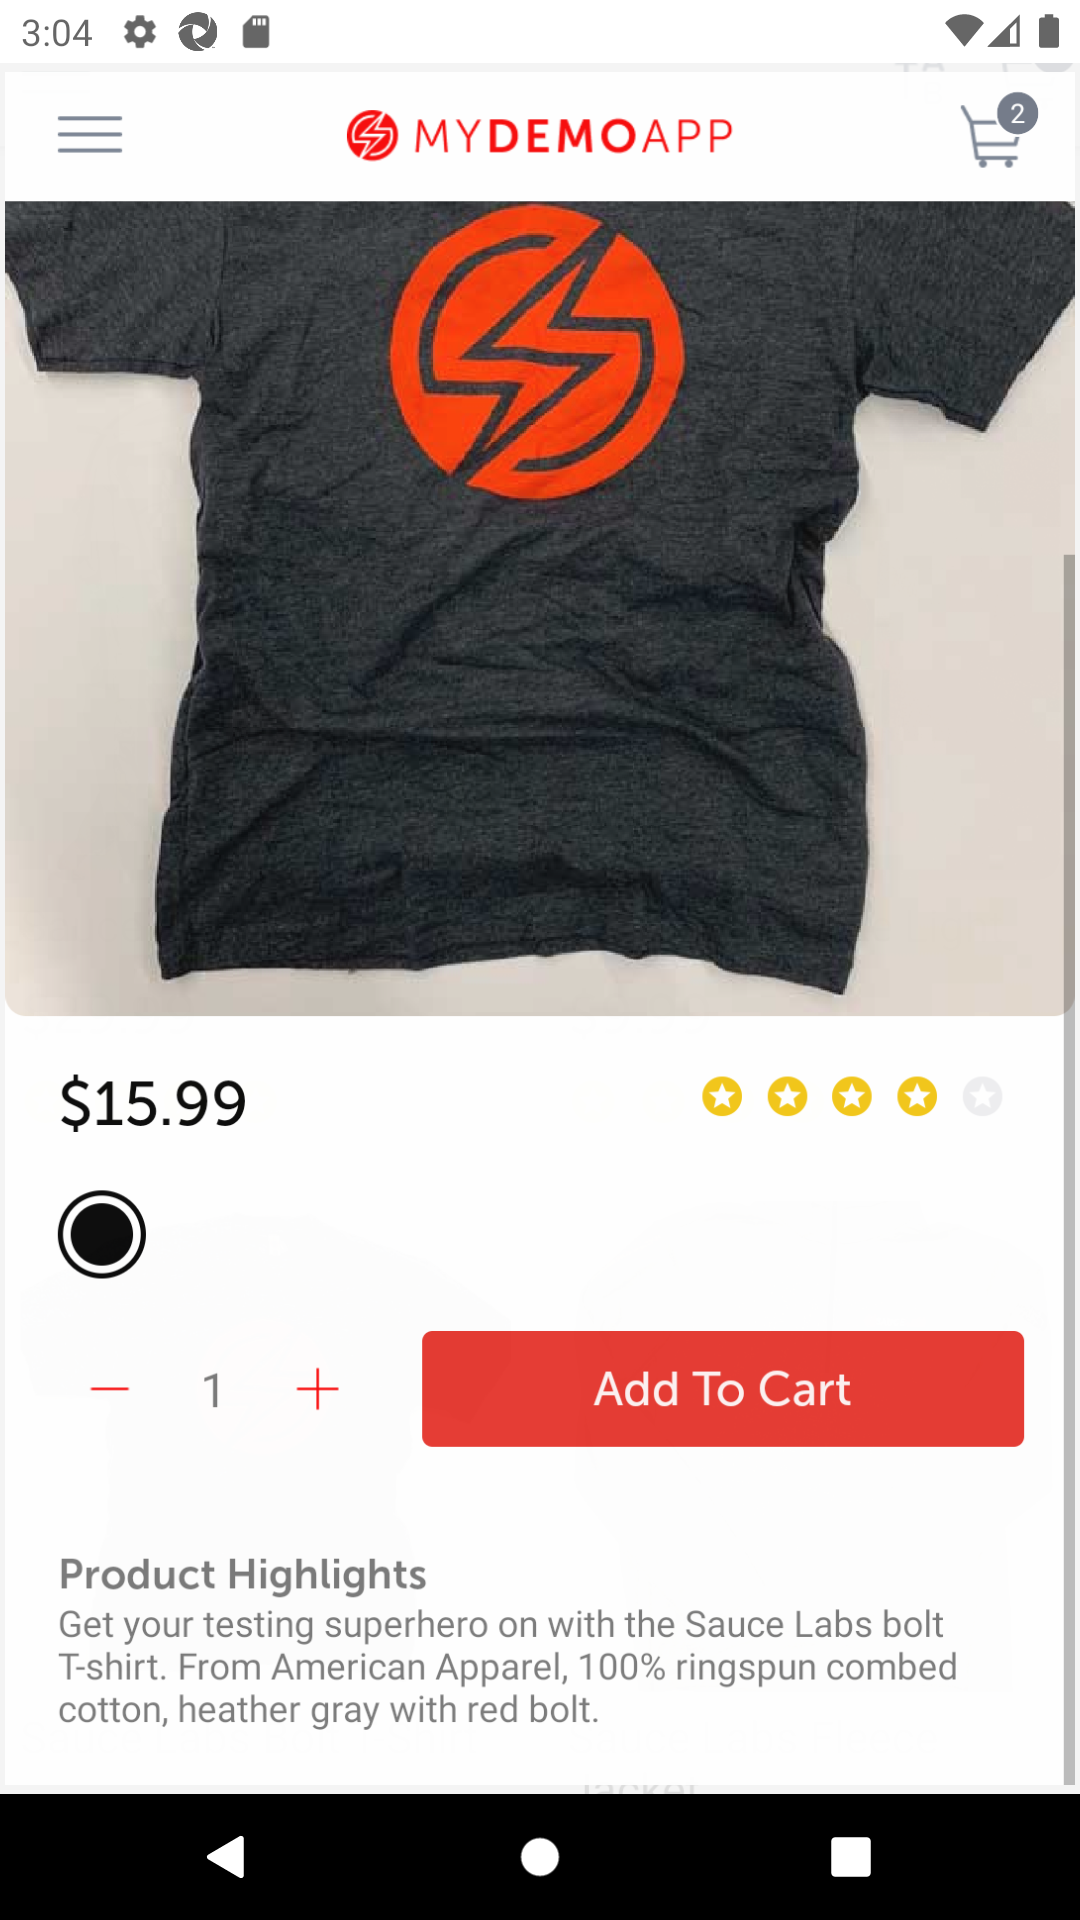 3:04
MYDEMOAPP
2
$15.99
1
Add To Cart
Product Highlights
Get your testing superhero on with the Sauce Labs bolt
T-shirt. From American Apparel, 100% ringspun combed
cotton, heather gray with red bolt.